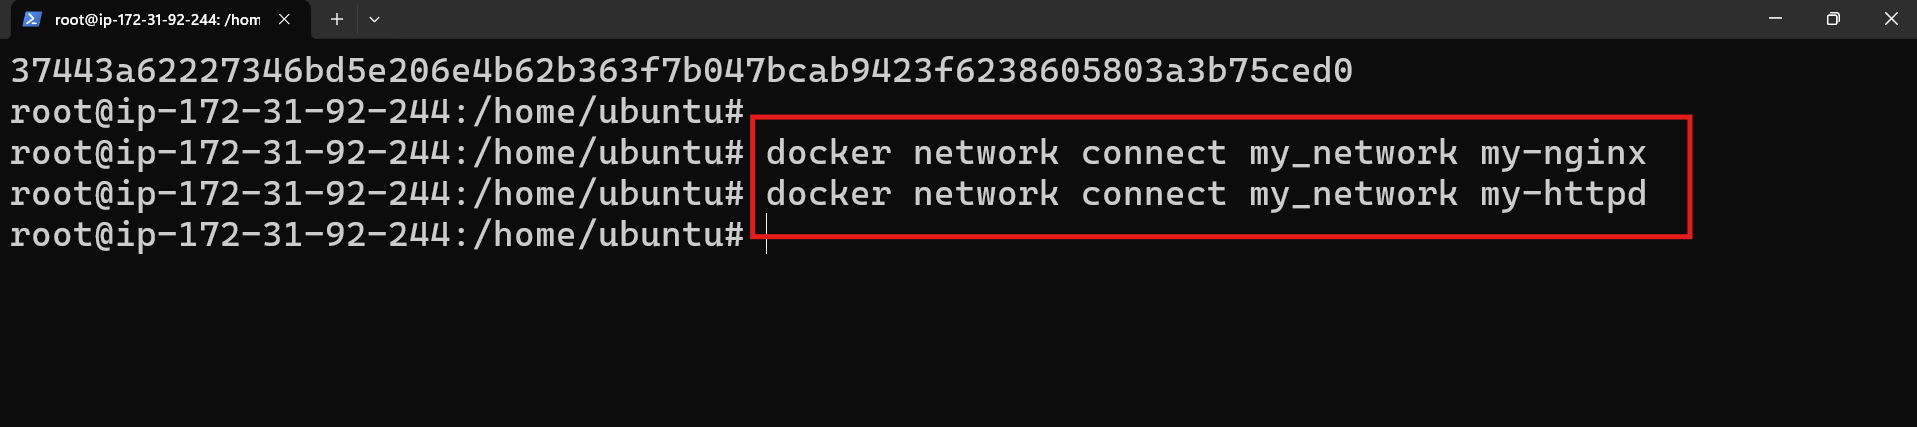 root@ip-172-31-92-244: /hom
37443a62227346bd5e206e4b62b363f7b047bcab9423f6238605803a3b75ced0
root@ip-172-31-92-244:/home/ubuntu#
root@ip-172-31-92-244:/home/ubuntu# docker network connect my_network my-nginx
root@ip-172-31-92-244:/home/ubuntu# docker network connect my_network my-httpd
root@ip-172-31-92-244:/home/ubuntu#